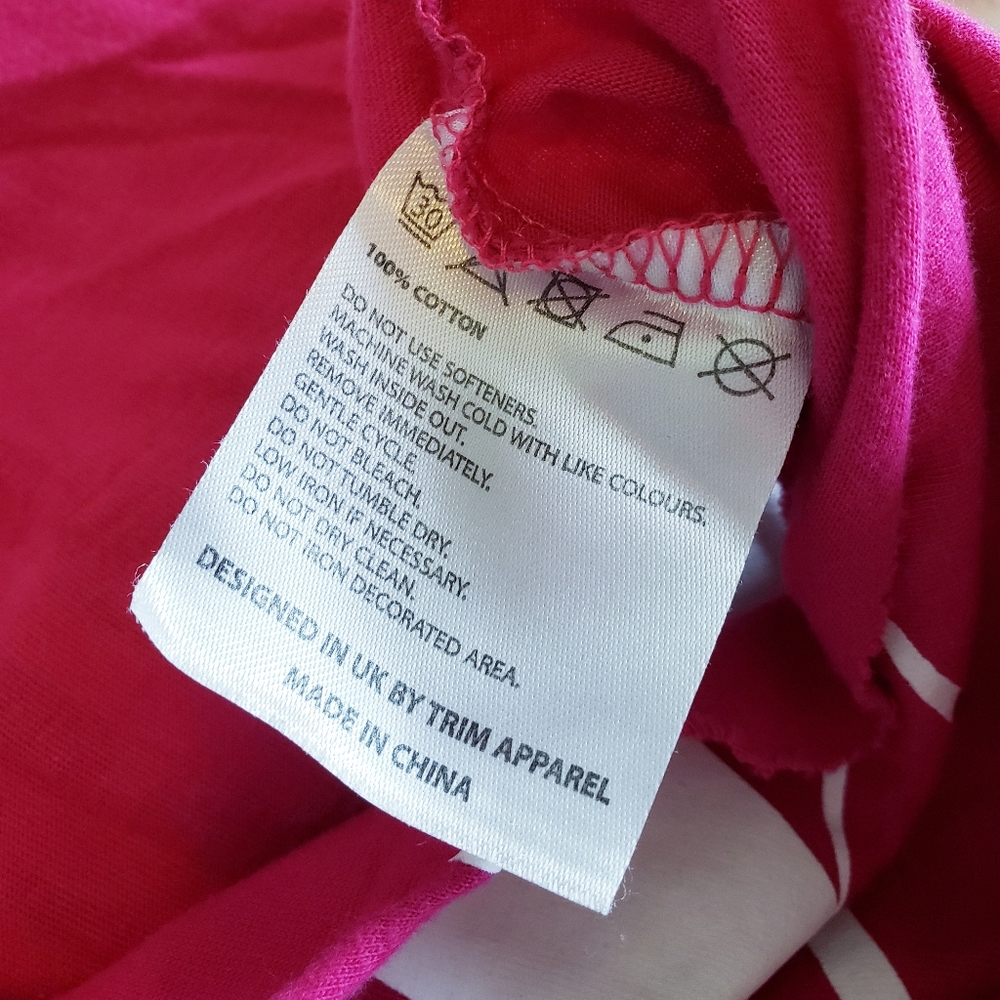 30
100% COTTON
DO NOT USE SOFTENERS.
MACHINE WASH COLD WITH LIKE COLOURS.
WASH INSIDE OUT.
REMOVE IMMEDIATELY.
GENTLE CYCLE.
DO NOT BLEACH.
DO NOT TUMBLE DRY.
LOW IRON IF NECESSARY.
DO NOT DRY CLEAN.
DO NOT IRON DECORATED AREA.
DESIGNED IN UK BY TRIM APPAREL
MADE IN CHINA